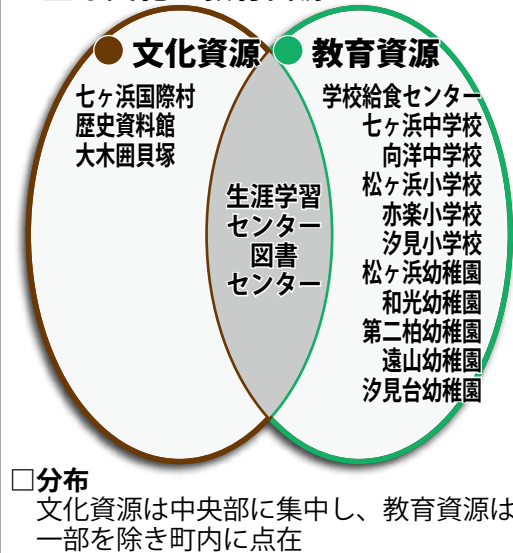 文化資源
七ヶ浜国際村
歴史資料館
大木囲貝塚
生涯学習
センター
図書
センター
教育資源
学校給食センター
七ヶ浜中学校
向洋中学校
松ヶ浜小学校
亦楽小学校
汐見小学校
松ヶ浜幼稚園
和光幼稚園
第二柏幼稚園
遠山幼稚園
汐見台幼稚園
□分布
文化資源は中央部に集中し、教育資源は
一部を除き町内に点在